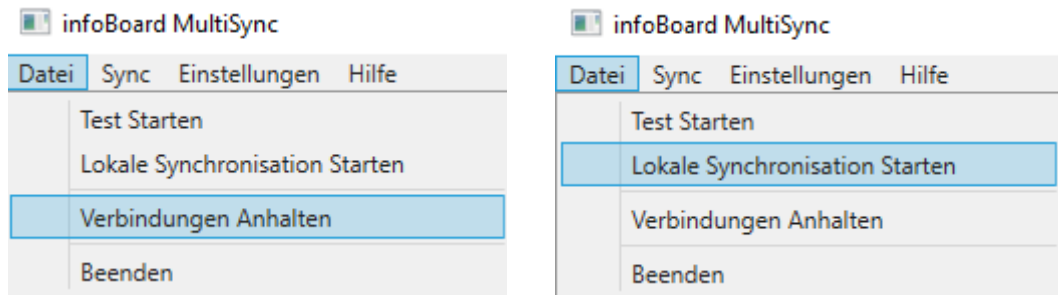 infoBoard MultiSync
Datei Sync Einstellungen Hilfe
Test Starten
Lokale Synchronisation Starten
Verbindungen Anhalten
Beenden
infoBoard MultiSync
Datei Sync Einstellungen Hilfe
Test Starten
Lokale Synchronisation Starten
Verbindungen Anhalten
Beenden